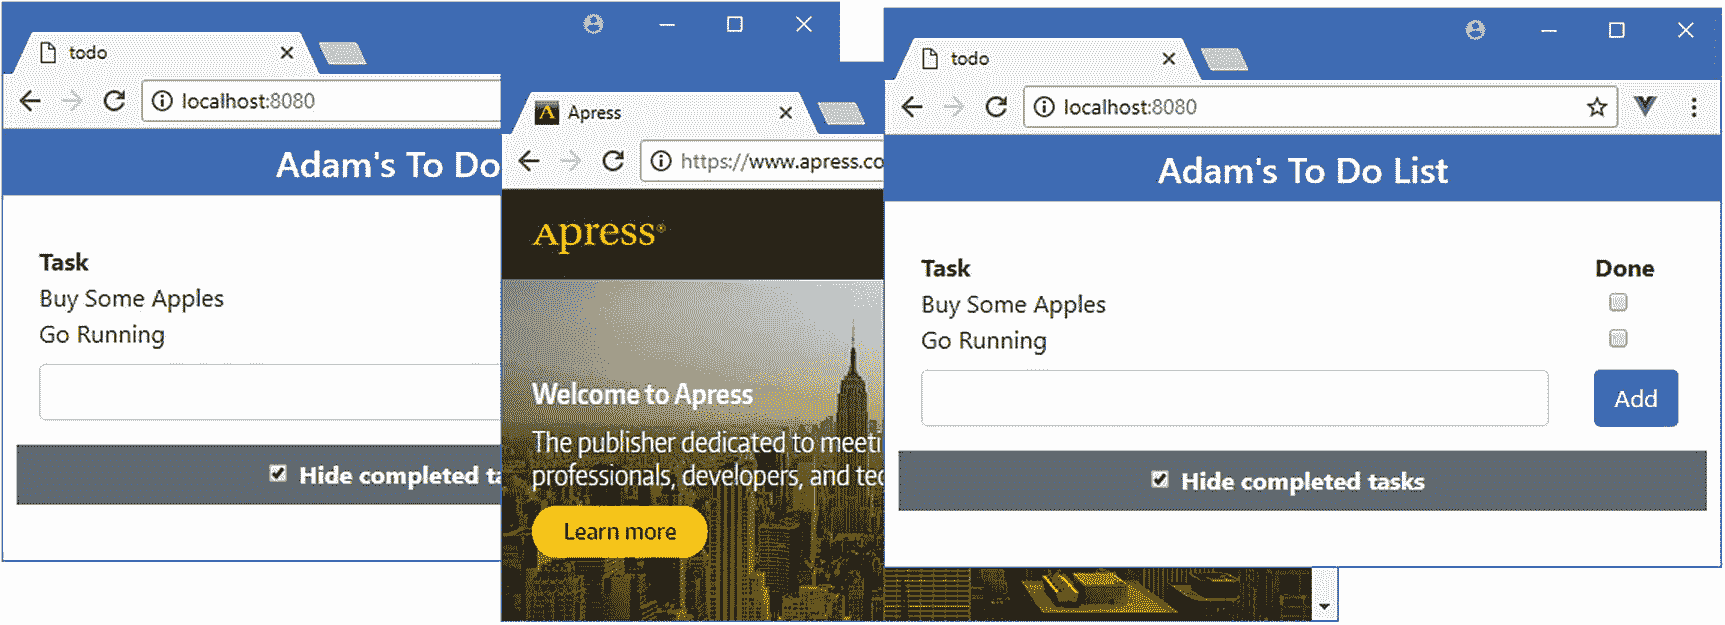 todo
localhost:8080
Adam's To Do
Task
Buy Some Apples
Go Running
Hide completed ta
Apress
https://www.apress.co
Apress®
Welcome to Apress
The publisher dedicated to meeti
professionals, developers, and tec
Learn more
todo
localhost:8080
Adam's To Do List
Task Done
Buy Some Apples
Go Running
Add
Hide completed tasks